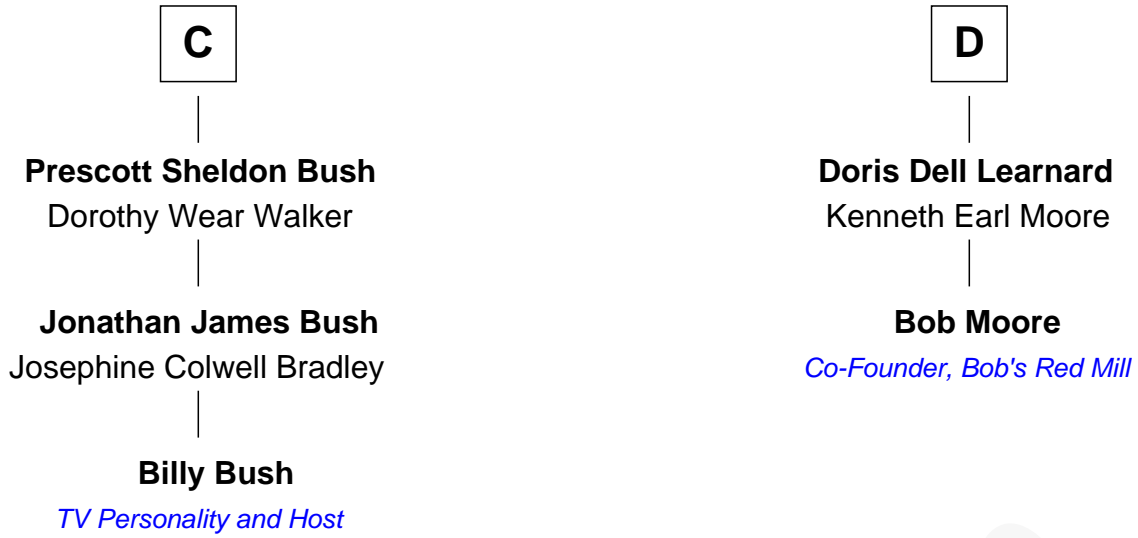 C
Prescott Sheldon Bush
Dorothy Wear Walker
Jonathan James Bush
Josephine Colwell Bradley
Billy Bush
TV Personality and Host
D
Doris Dell Learnard
Kenneth Earl Moore
Bob Moore
Co-Founder, Bob's Red Mill